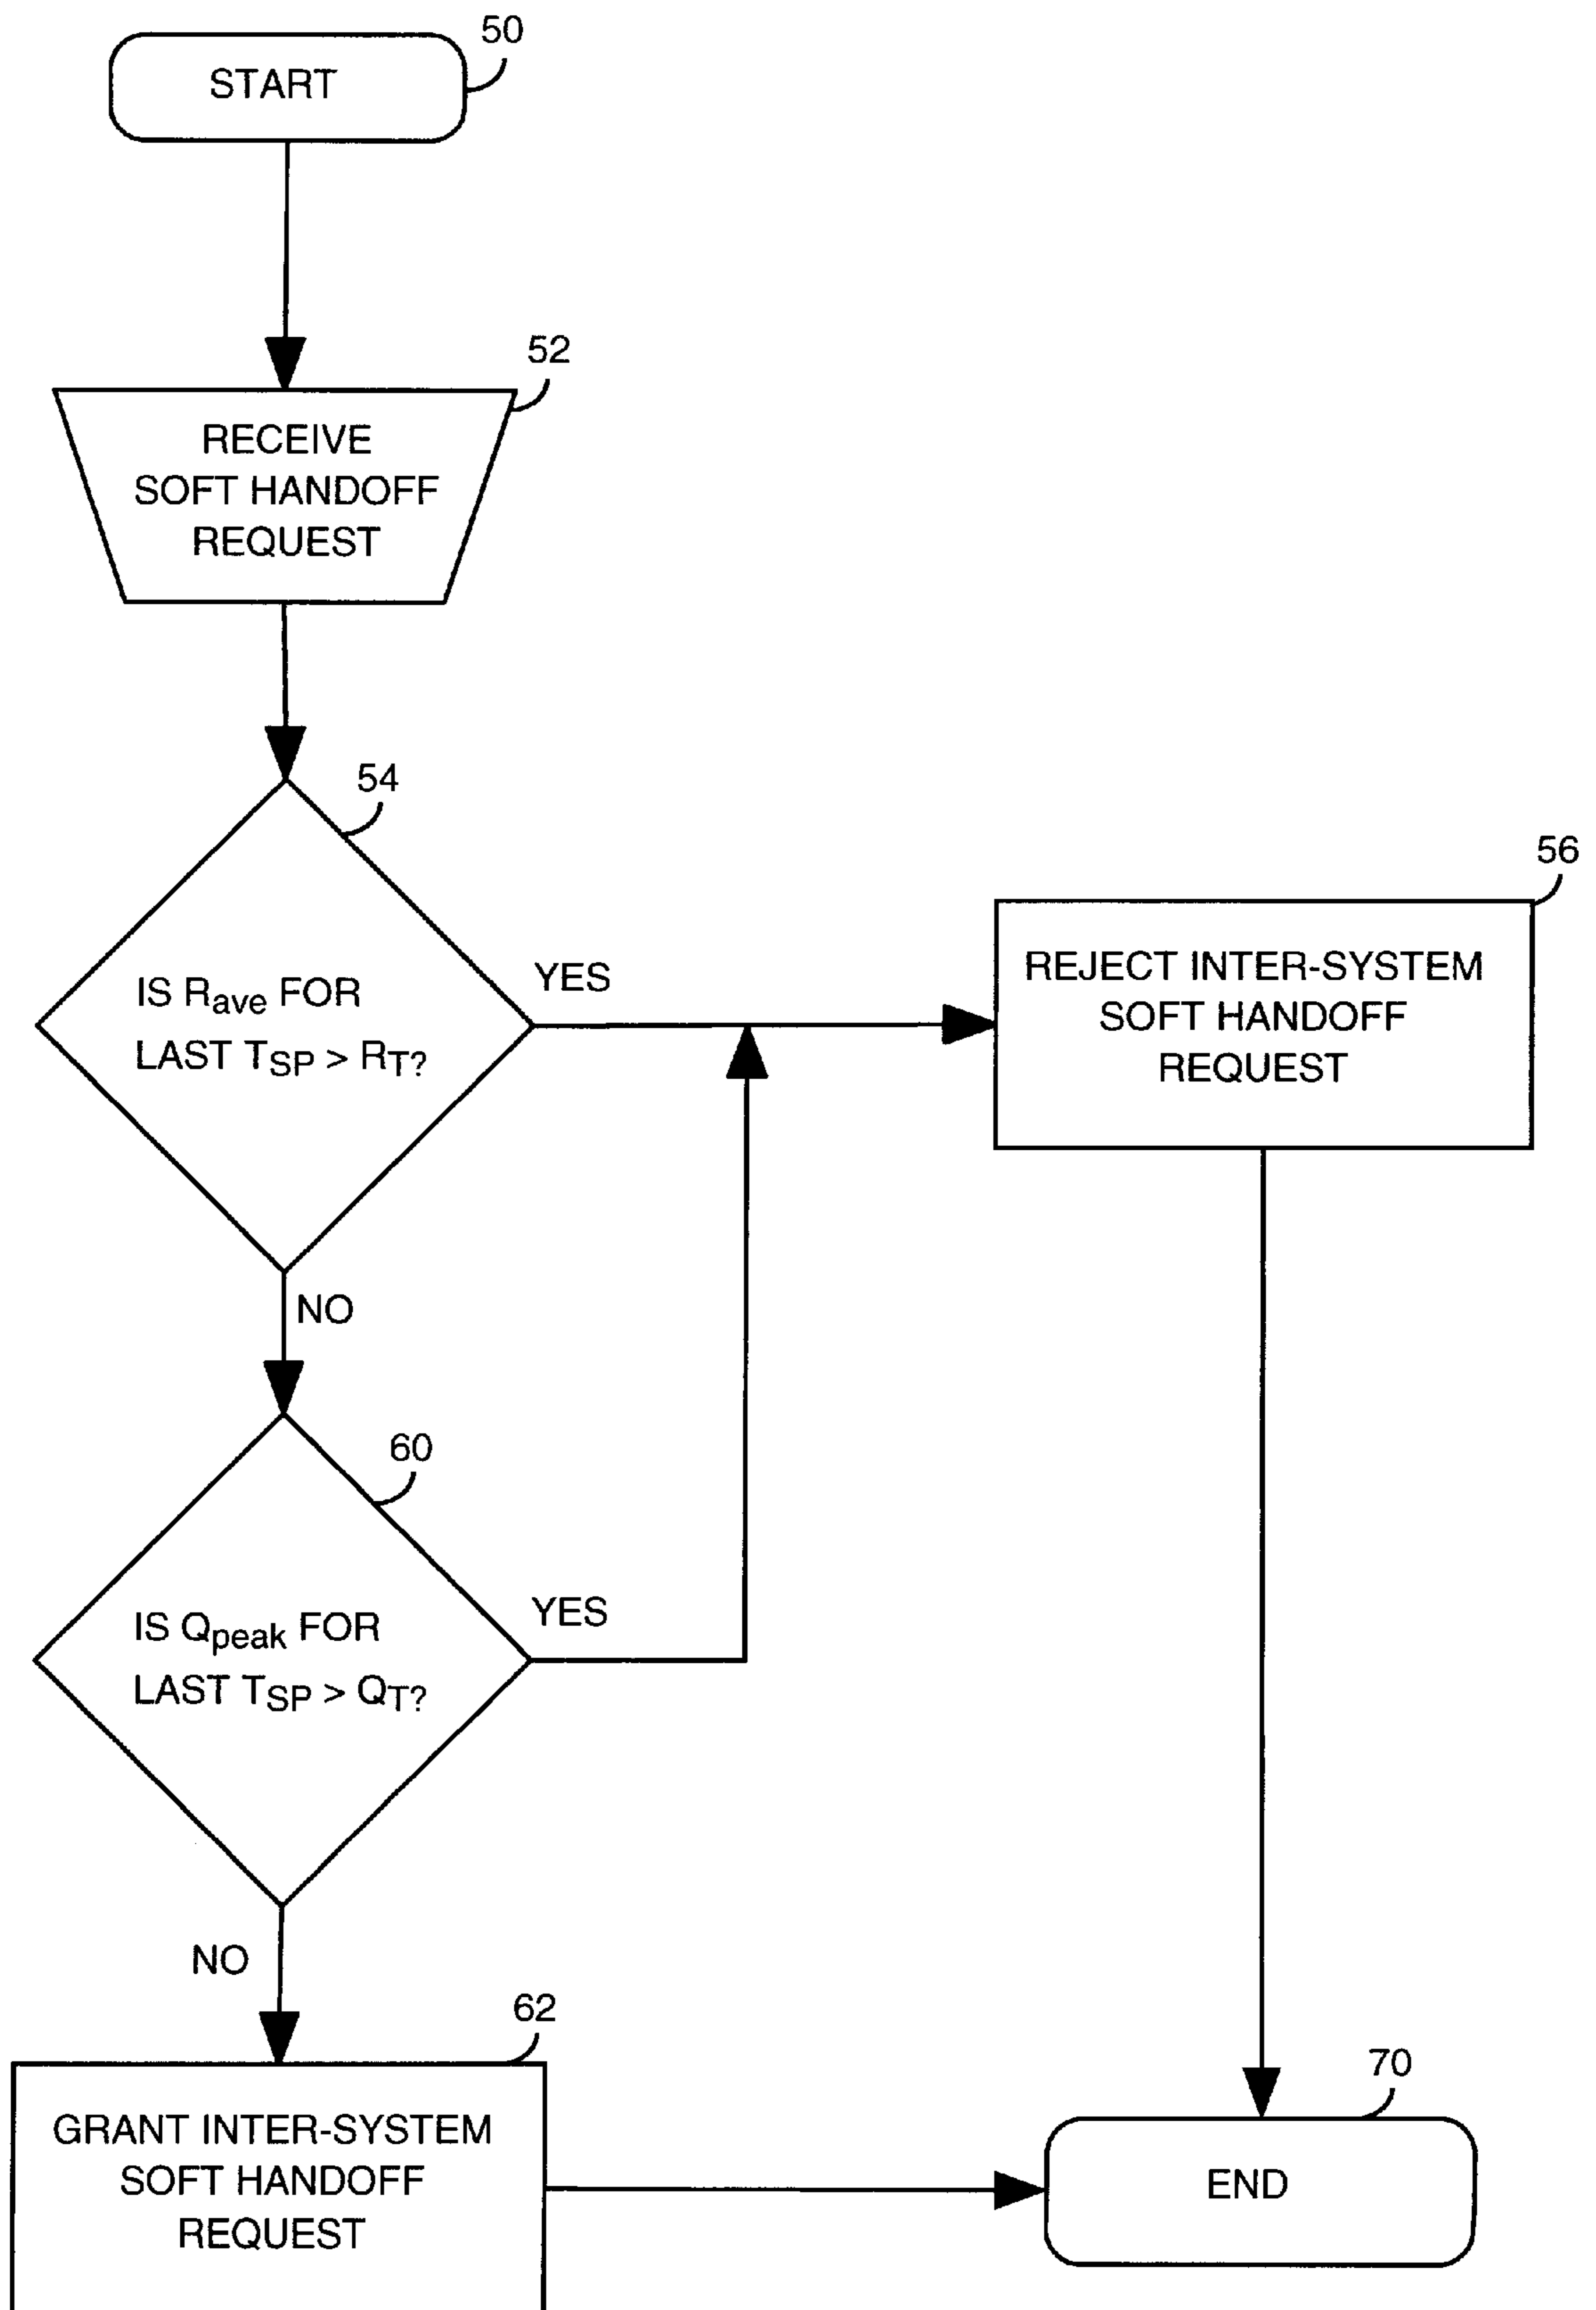 50
START
52
RECEIVE
SOFT HANDOFF
REQUEST
54
IS Rave FOR
LAST TSP > RT?
YES
56
REJECT INTER-SYSTEM
SOFT HANDOFF
REQUEST
NO
60
IS Qpeak FOR
LAST TSP > QT?
YES
NO
62
GRANT INTER-SYSTEM
SOFT HANDOFF
REQUEST
70
END